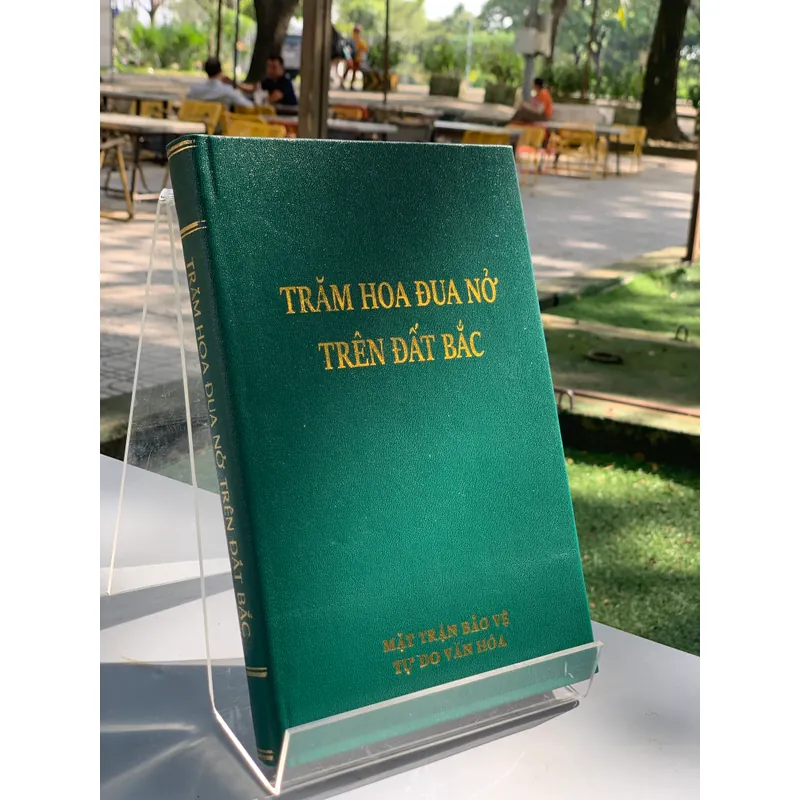 TRĂM HOA ĐUA NỞ
TRÊN ĐẤT BẮC
MẶT TRẬN BẢO VỆ
TỰ DO VĂN HÓA
TRĂM HOA ĐUA NỞ TRÊN ĐẤT BẮC